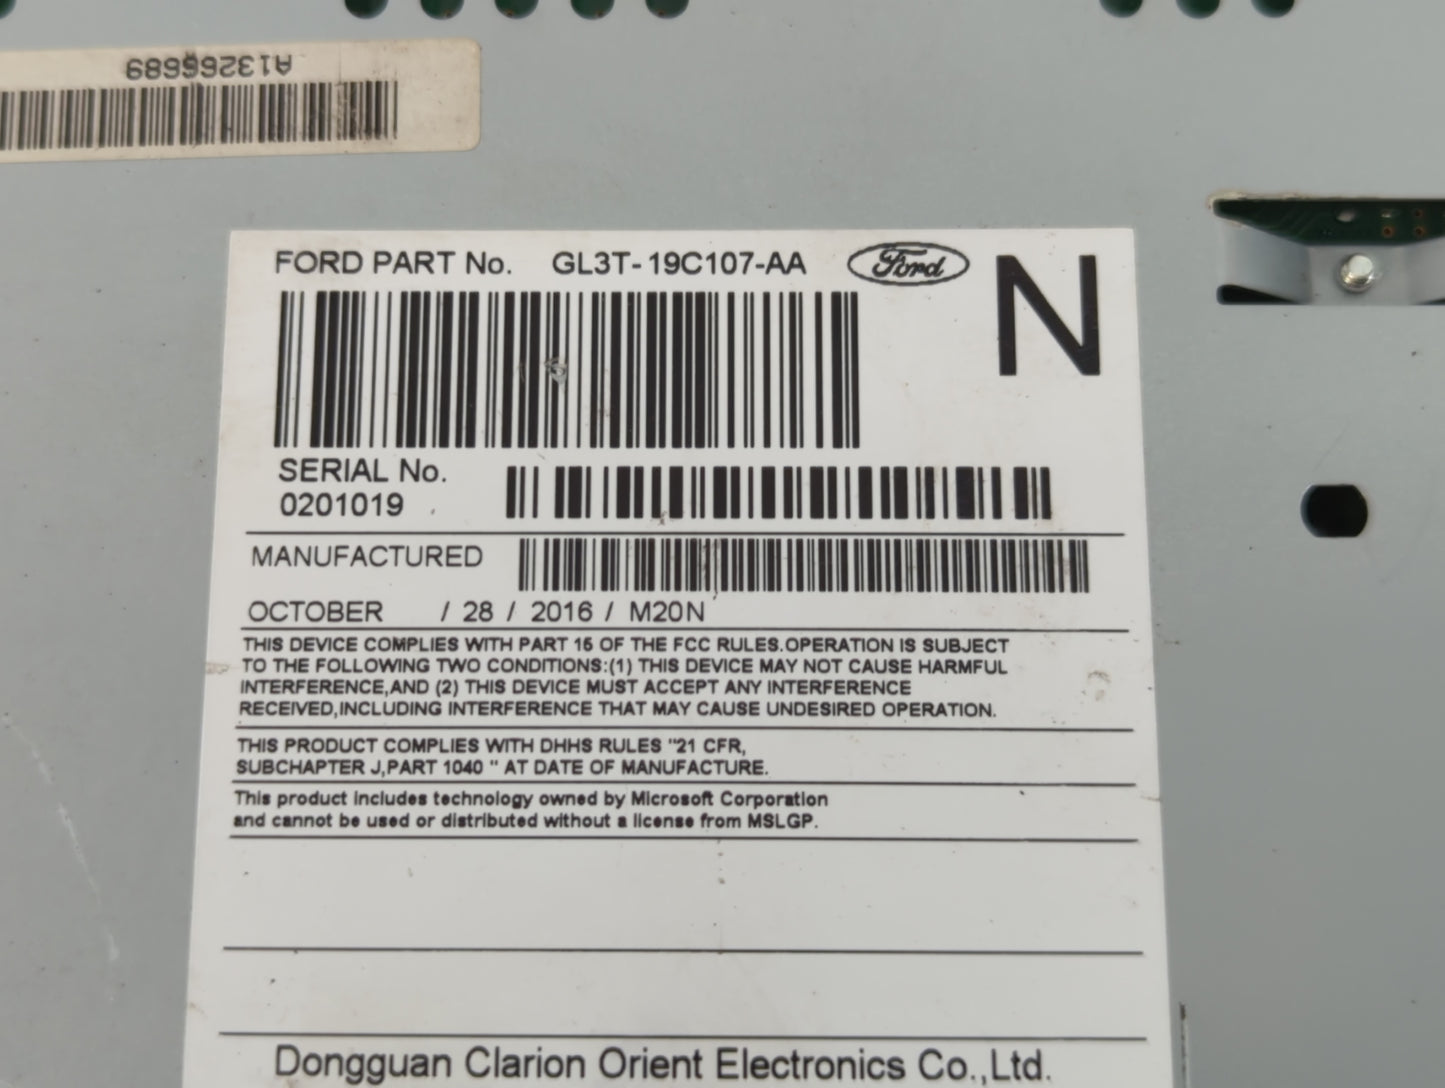 A13266689
FORD PART No. GL3T-19C107-AA Ford N
SERIAL No.
0201019
MANUFACTURED
OCTOBER / 28 / 2016 / M20N
THIS DEVICE COMPLIES WITH PART 15 OF THE FCC RULES.OPERATION IS SUBJECT
TO THE FOLLOWING TWO CONDITIONS:(1) THIS DEVICE MAY NOT CAUSE HARMFUL
INTERFERENCE,AND (2) THIS DEVICE MUST ACCEPT ANY INTERFERENCE
RECEIVED,INCLUDING INTERFERENCE THAT MAY CAUSE UNDESIRED OPERATION.
THIS PRODUCT COMPLIES WITH DHHS RULES "21 CFR,
SUBCHAPTER J,PART 1040 " AT DATE OF MANUFACTURE.
This product includes technology owned by Microsoft Corporation
and cannot be used or distributed without a license from MSLGP.
Dongguan Clarion Orient Electronics Co.,Ltd.